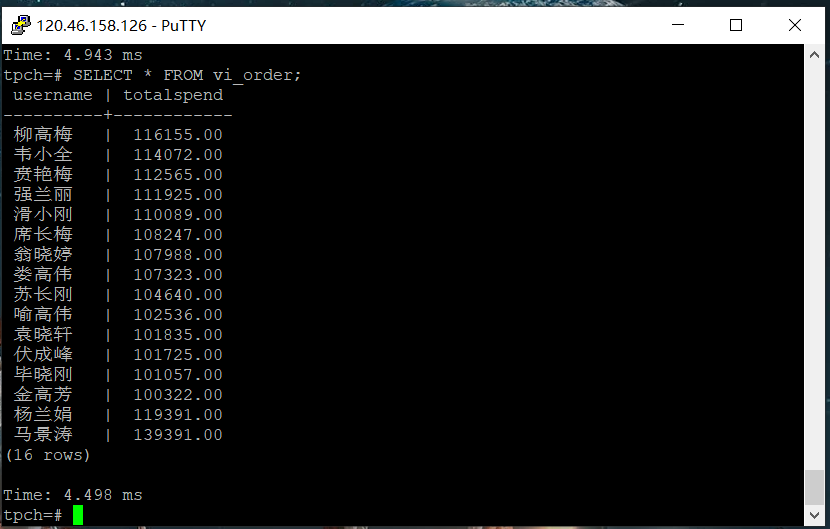 120.46.158.126 - PuTTY
Time: 4.943 ms
tpch=# SELECT * FROM vi_order;
 username | totalspend
----------+------------
 柳高梅   |  116155.00
 韦小全   |  114072.00
 贲艳梅   |  112565.00
 强兰丽   |  111925.00
 滑小刚   |  110089.00
 席长梅   |  108247.00
 翁晓婷   |  107988.00
 娄高伟   |  107323.00
 苏长刚   |  104640.00
 喻高伟   |  102536.00
 袁晓轩   |  101835.00
 伏成峰   |  101725.00
 毕晓刚   |  101057.00
 金高芳   |  100322.00
 杨兰娟   |  119391.00
 马景涛   |  139391.00
(16 rows)
Time: 4.498 ms
tpch=#